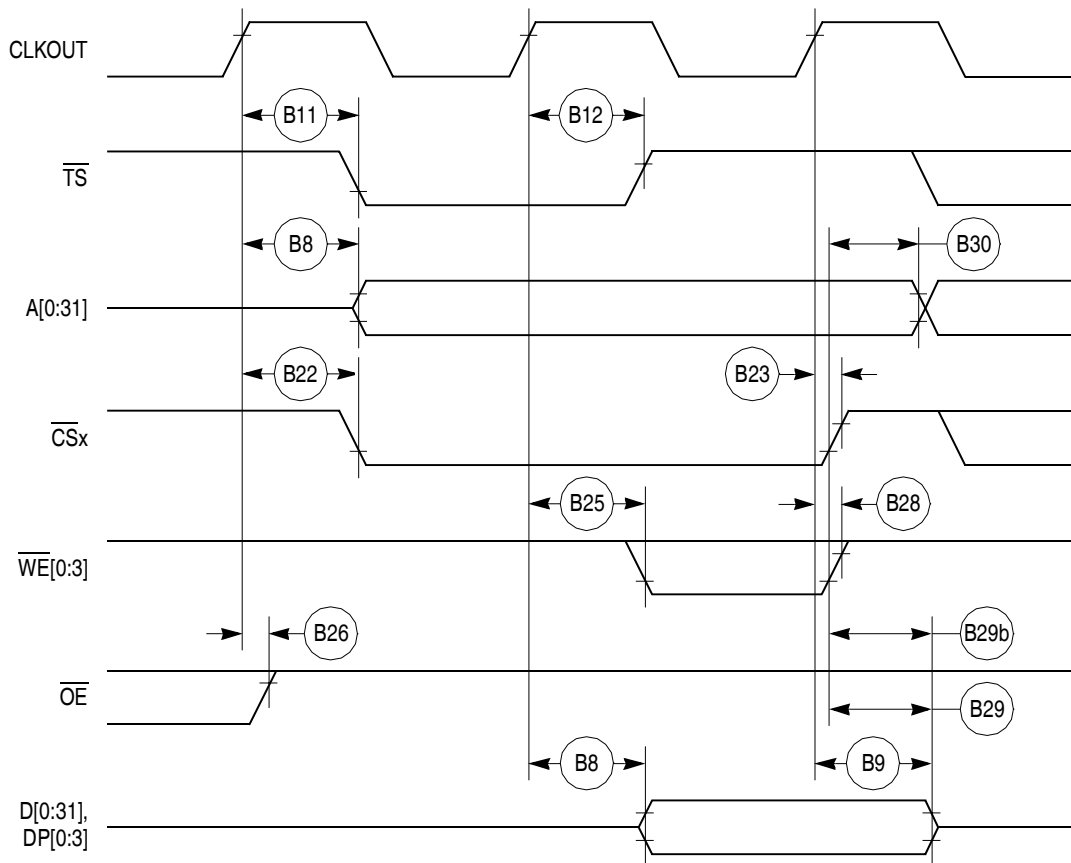 CLKOUT
B11
B12
TS
B8
B30
A[0:31]
B22
B23
CSx
B25
B28
WE[0:3]
B26
B29b
OE
B29
B8
B9
D[0:31],
DP[0:3]